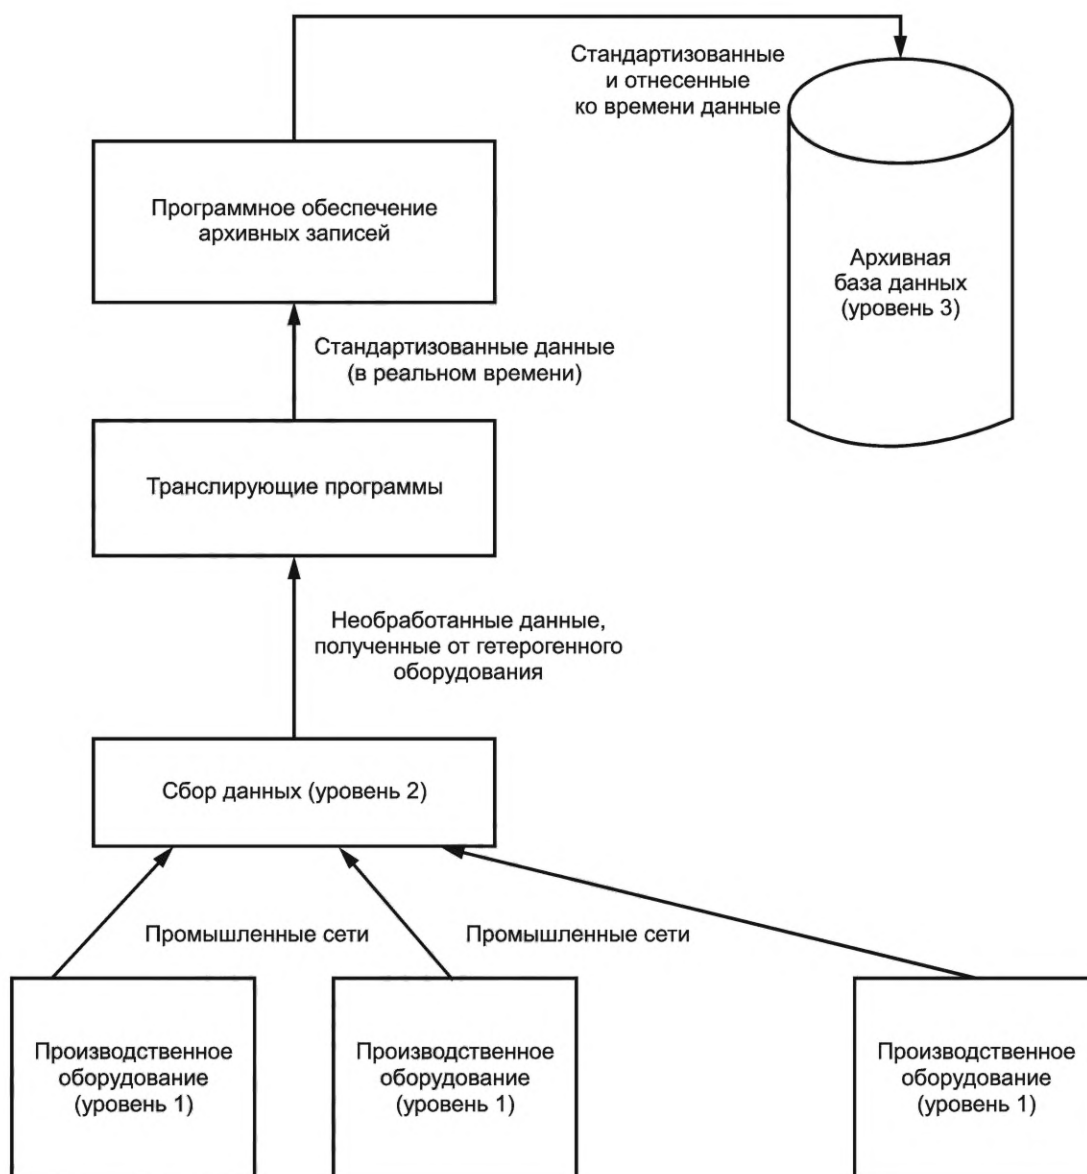 Стандартизованные
и отнесенные
ко времени данные
Программное обеспечение
архивных записей
Архивная
база данных
(уровень 3)
Стандартизованные данные
(в реальном времени)
Транслирующие программы
Необработанные данные,
полученные от гетерогенного
оборудования
Сбор данных (уровень 2)
Промышленные сети
Промышленные сети
Производственное
оборудование
(уровень 1)
Производственное
оборудование
(уровень 1)
Производственное
оборудование
(уровень 1)